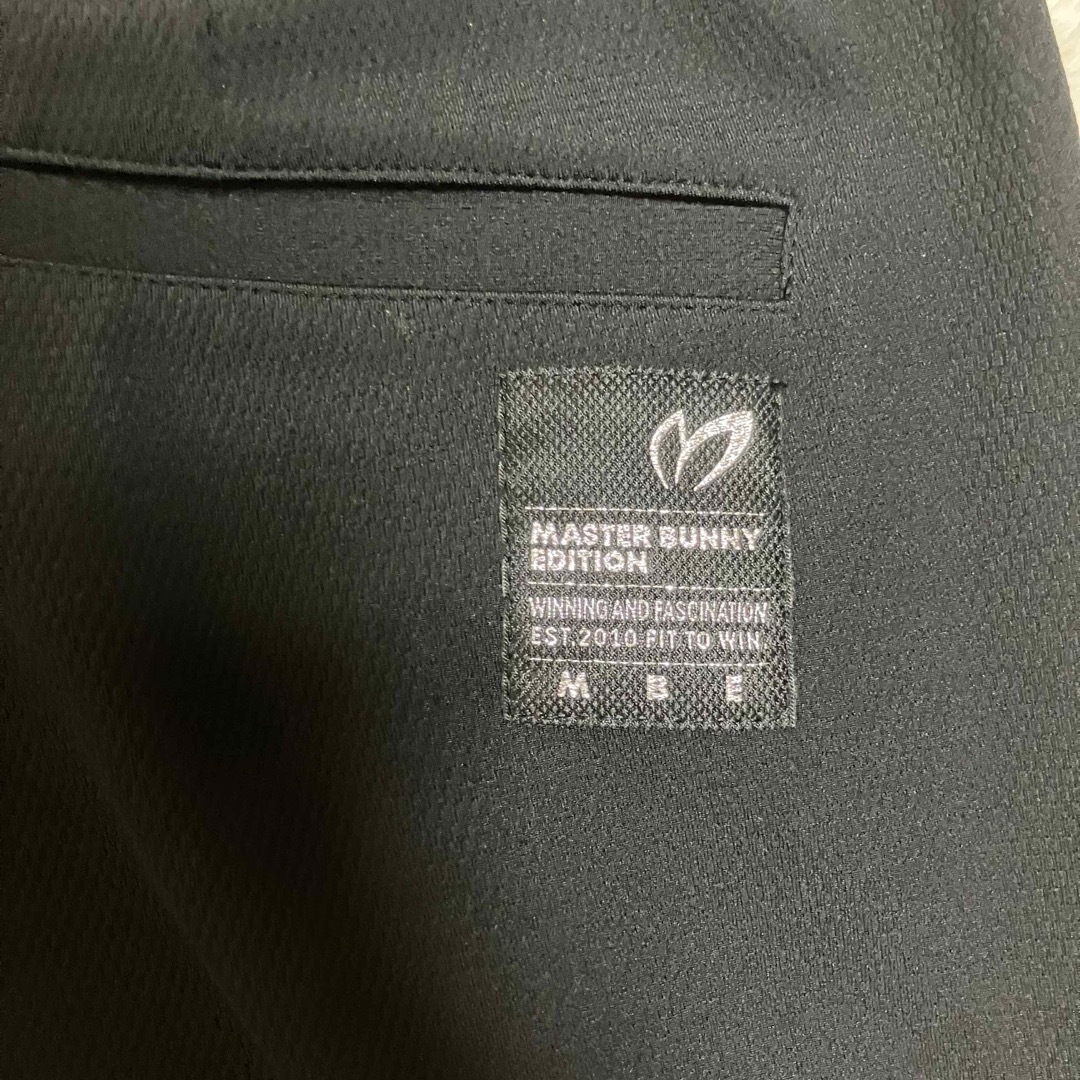 MASTER BUNNY
EDITION
WINNING AND FASCINATION
EST.2010 FIT TO WIN
M B E